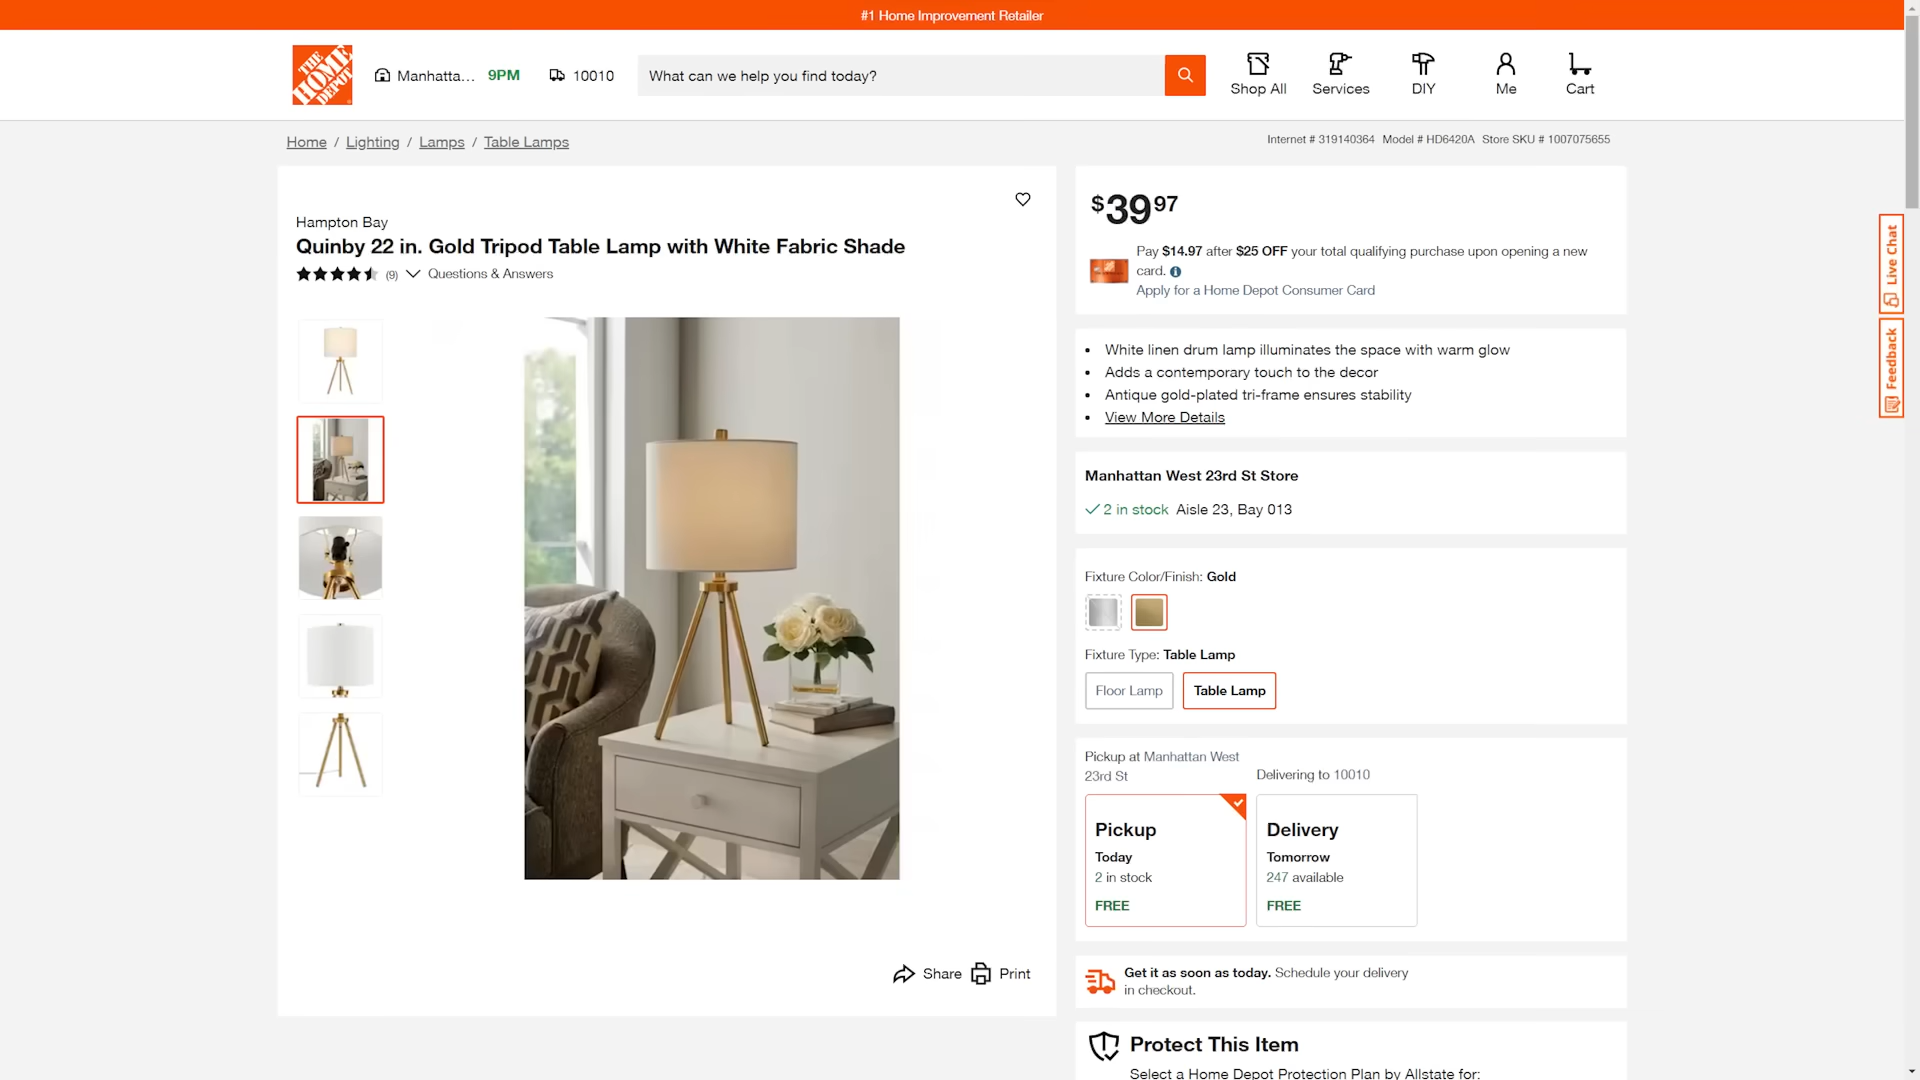 #1 Home Improvement Retailer
THE HOME DEPOT
Manhatta... 9PM 10010
What can we help you find today?
Shop All Services DIY Me Cart
Home / Lighting / Lamps / Table Lamps
Internet # 319140364 Model # HD6420A Store SKU # 1007075655
Hampton Bay
Quinby 22 in. Gold Tripod Table Lamp with White Fabric Shade
(9) Questions & Answers
Share Print
$39 97
Pay $14.97 after $25 OFF your total qualifying purchase upon opening a new
card.
Apply for a Home Depot Consumer Card
• White linen drum lamp illuminates the space with warm glow
• Adds a contemporary touch to the decor
• Antique gold-plated tri-frame ensures stability
• View More Details
Manhattan West 23rd St Store
2 in stock Aisle 23, Bay 013
Fixture Color/Finish: Gold
Fixture Type: Table Lamp
Floor Lamp Table Lamp
Pickup at Manhattan West
23rd St
Delivering to 10010
Pickup
Today
2 in stock
FREE
Delivery
Tomorrow
247 available
FREE
Get it as soon as today. Schedule your delivery
in checkout.
Protect This Item
Select a Home Depot Protection Plan by Allstate for:
Live Chat
Feedback